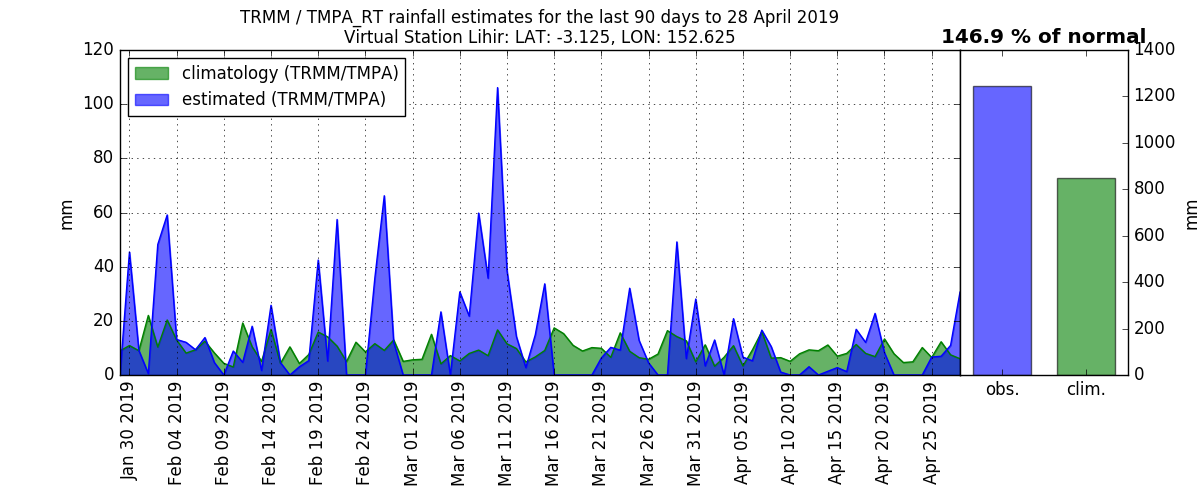 TRMM / TMPA_RT rainfall estimates for the last 90 days to 28 April 2019
Virtual Station Lihir: LAT: -3.125, LON: 152.625
146.9 % of normal
climatology (TRMM/TMPA)
estimated (TRMM/TMPA)
120
100
80
60
40
20
0
mm
Jan 30 2019
Feb 04 2019
Feb 09 2019
Feb 14 2019
Feb 19 2019
Feb 24 2019
Mar 01 2019
Mar 06 2019
Mar 11 2019
Mar 16 2019
Mar 21 2019
Mar 26 2019
Mar 31 2019
Apr 05 2019
Apr 10 2019
Apr 15 2019
Apr 20 2019
Apr 25 2019
1400
1200
1000
800
600
400
200
0
mm
obs.
clim.